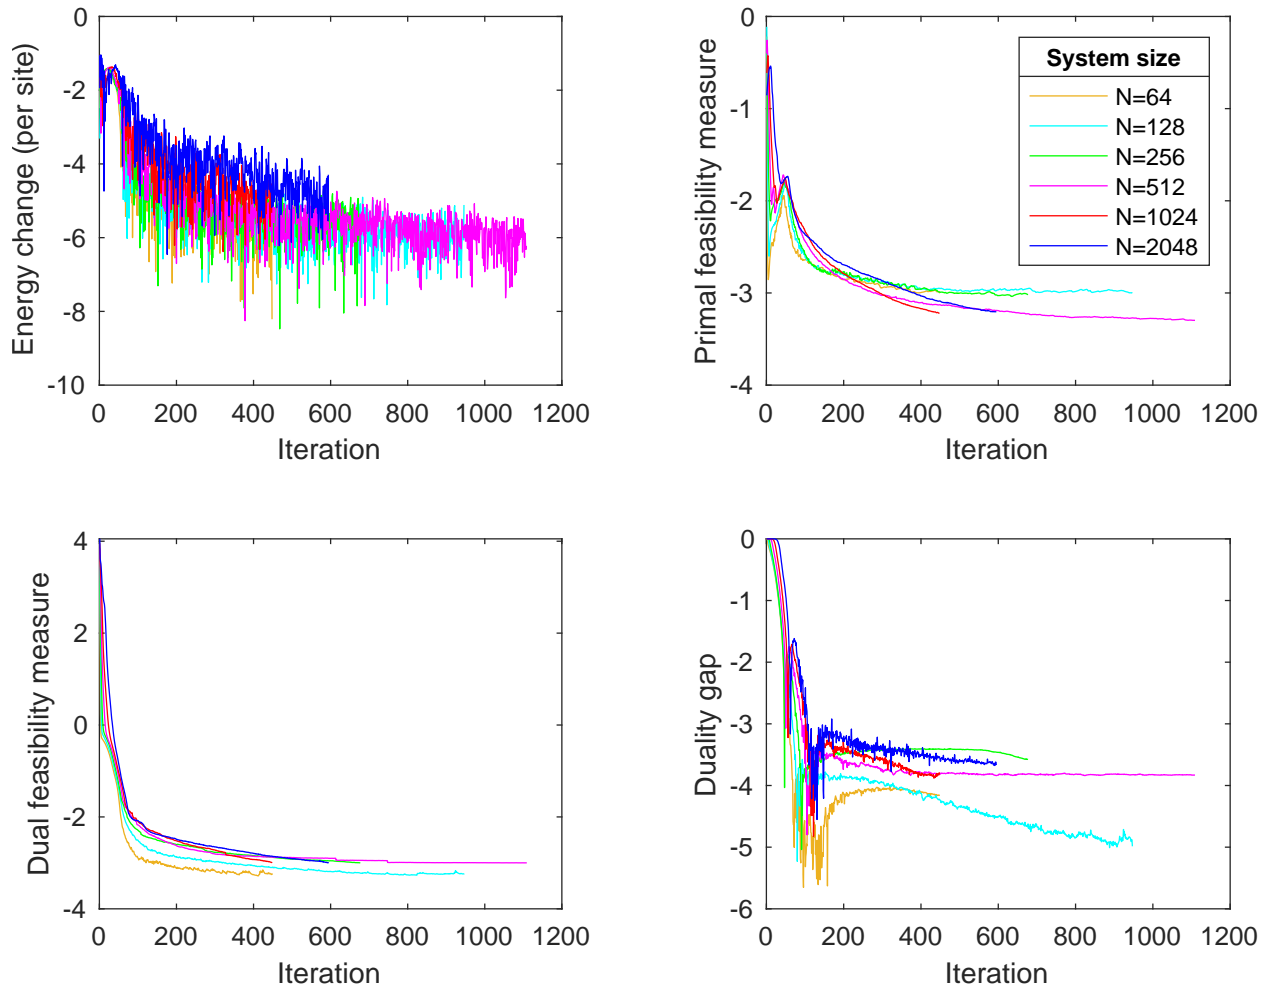 Energy change (per site)
0
-2
-4
-6
-8
-10
0 200 400 600 800 1000 1200
Iteration
Primal feasibility measure
0
-1
-2
-3
-4
0 200 400 600 800 1000 1200
Iteration
System size
N=64
N=128
N=256
N=512
N=1024
N=2048
Dual feasibility measure
4
2
0
-2
-4
0 200 400 600 800 1000 1200
Iteration
Duality gap
0
-1
-2
-3
-4
-5
-6
0 200 400 600 800 1000 1200
Iteration